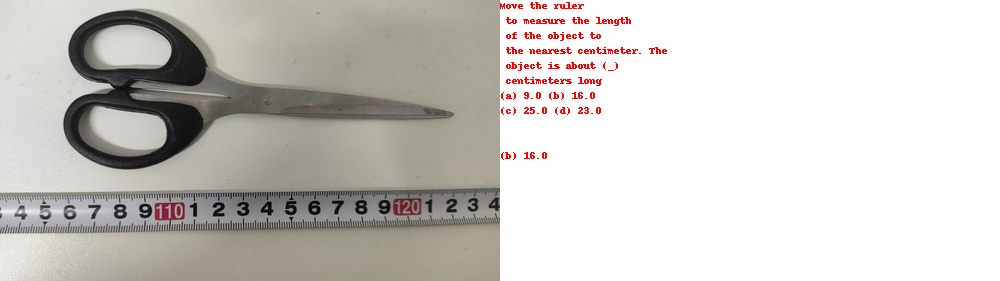 Move the ruler
to measure the length
of the object to
the nearest centimeter. The
object is about (_)
centimeters long
(a) 9.0 (b) 16.0
(c) 25.0 (d) 23.0
(b) 16.0
3 4 5 6 7 8 9 110 1 2 3 4 5 6 7 8 9 120 1 2 3 4